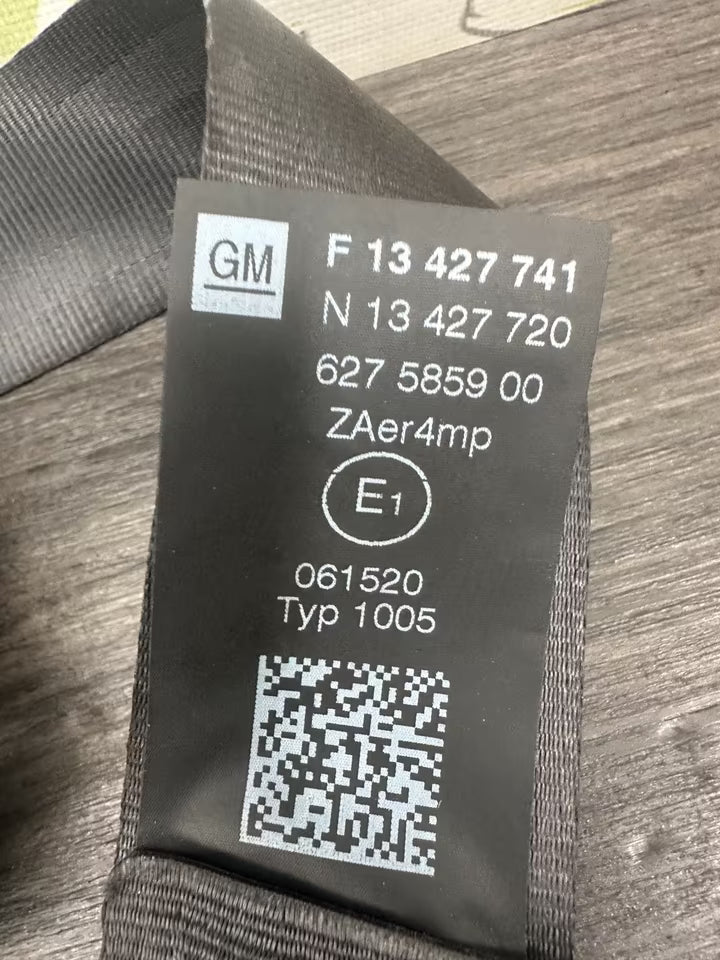 GM
F 13 427 741
N 13 427 720
627 5859 00
ZAer4mp
E1
061520
Typ 1005